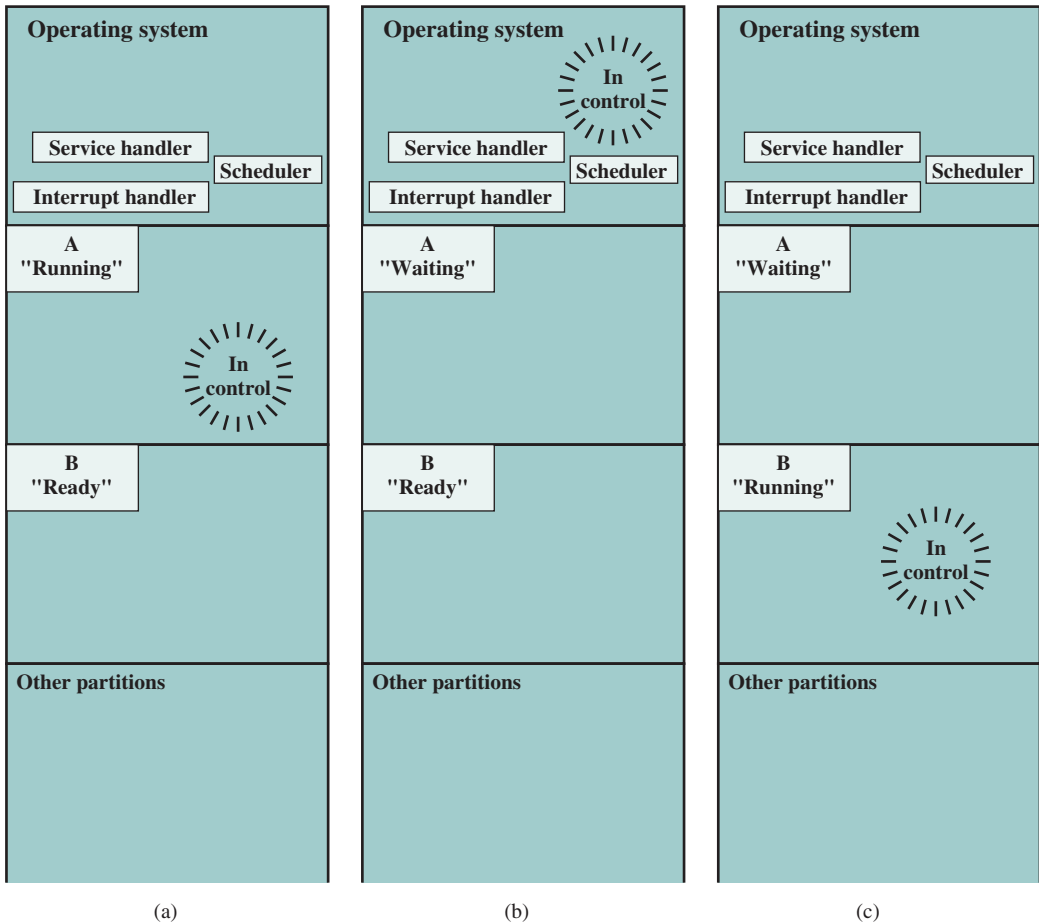 Operating system
Service handler
Scheduler
Interrupt handler
A
"Running"
In
control
B
"Ready"
Other partitions
(a)
Operating system
In
control
Service handler
Scheduler
Interrupt handler
A
"Waiting"
B
"Ready"
Other partitions
(b)
Operating system
Service handler
Scheduler
Interrupt handler
A
"Waiting"
B
"Running"
In
control
Other partitions
(c)